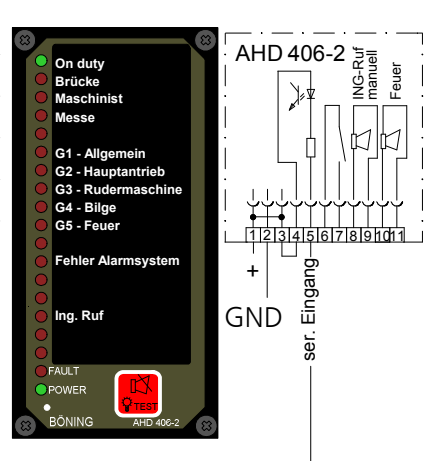 On duty
Brücke
Maschinist
Messe
G1 - Allgemein
G2 - Hauptantrieb
G3 - Rudermaschine
G4 - Bilge
G5 - Feuer
Fehler Alarmsystem
Ing. Ruf
FAULT
POWER
TEST
BÖNING
AHD 406-2
AHD 406-2
ING-Ruf
manuell
Feuer
1 2 3 4 5 6 7 8 9 10 11
+
GND
ser. Eingang